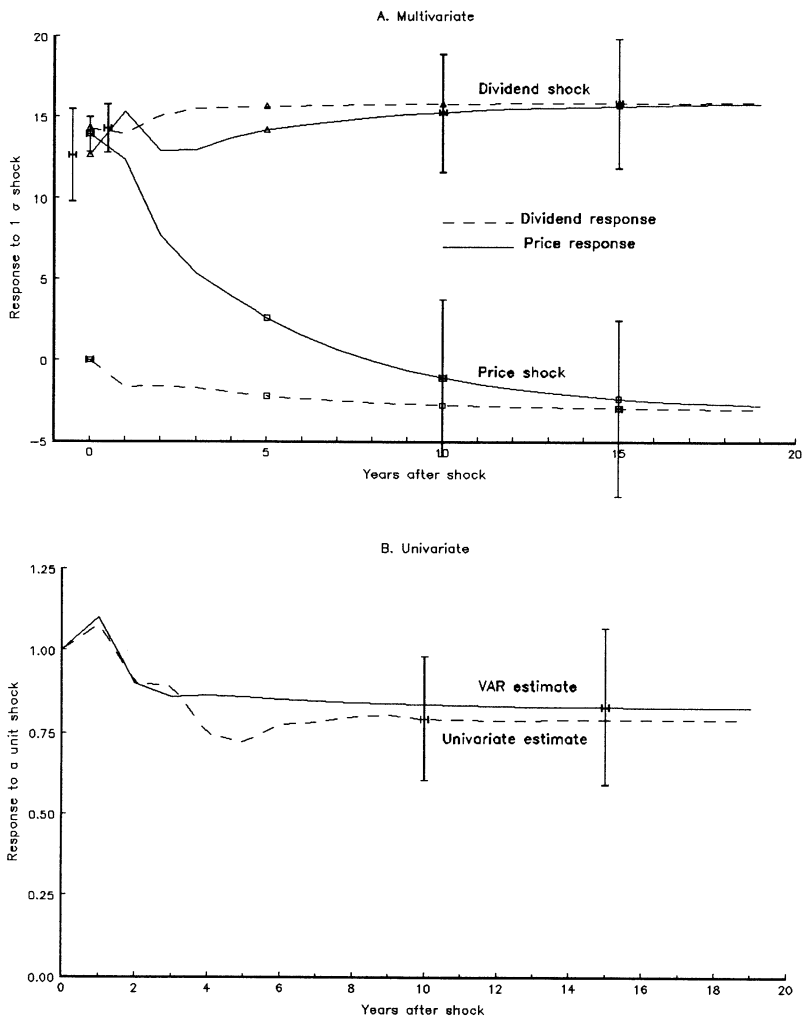 A. Multivariate
20
15
10
5
0
−5
Response to 1 σ shock
Dividend shock
Dividend response
Price response
Price shock
0
5
10
15
20
Years after shock
B. Univariate
1.25
1.00
0.75
0.50
0.25
0.00
Response to a unit shock
VAR estimate
Univariate estimate
0
2
4
6
8
10
12
14
16
18
20
Years after shock